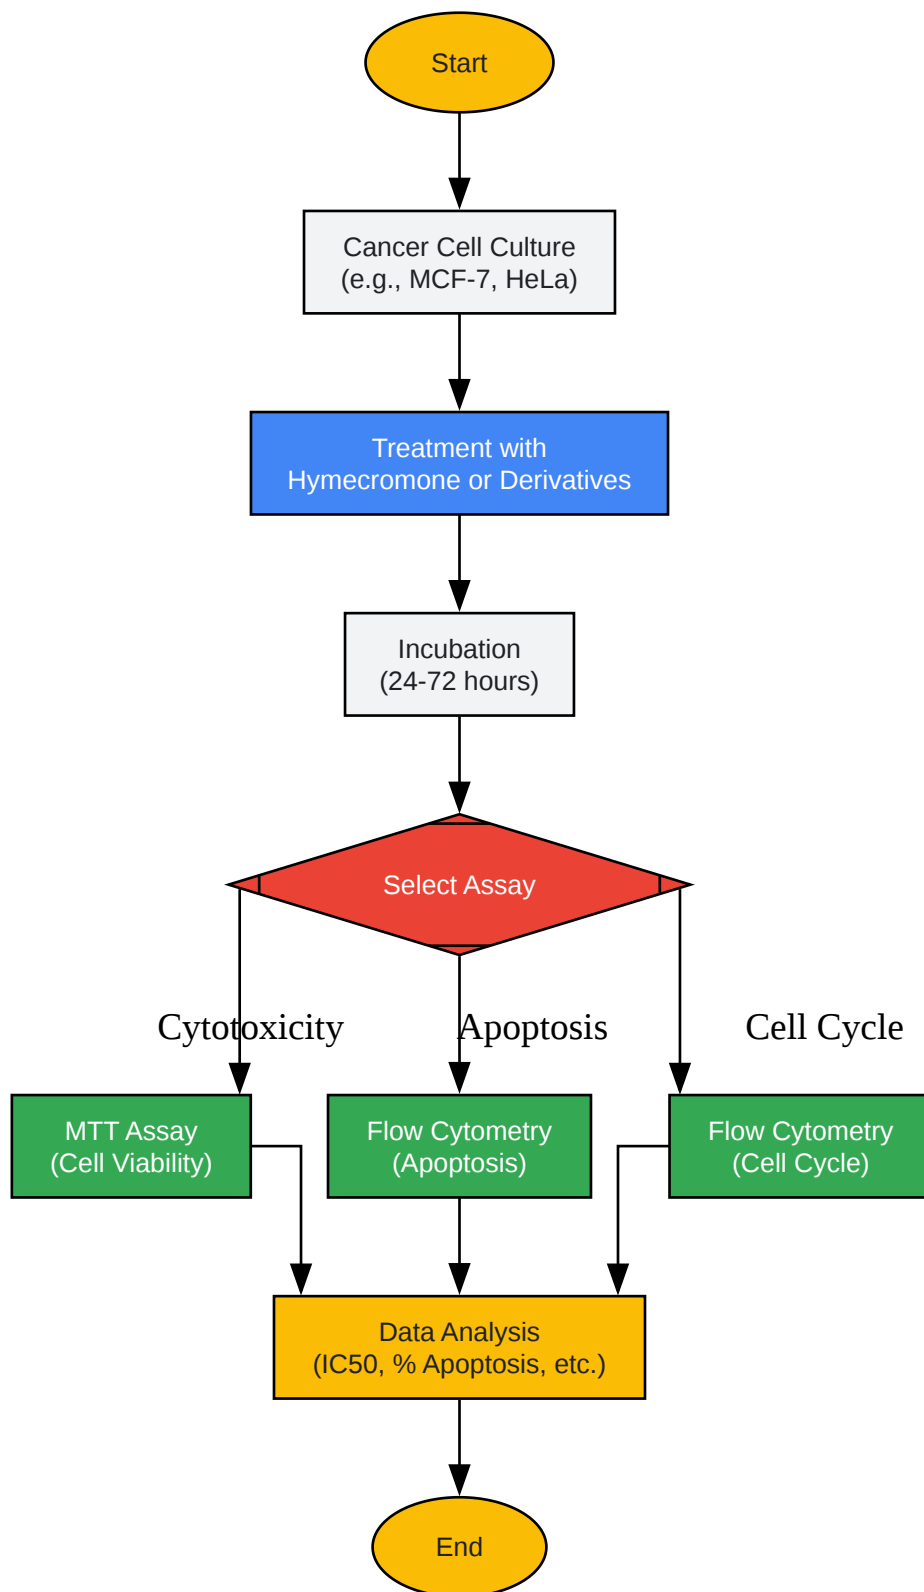 Start
Cancer Cell Culture
(e.g., MCF-7, HeLa)
Treatment with
Hymecromone or Derivatives
Incubation
(24-72 hours)
Select Assay
Cytotoxicity
Apoptosis
Cell Cycle
MTT Assay
(Cell Viability)
Flow Cytometry
(Apoptosis)
Flow Cytometry
(Cell Cycle)
Data Analysis
(IC50, % Apoptosis, etc.)
End